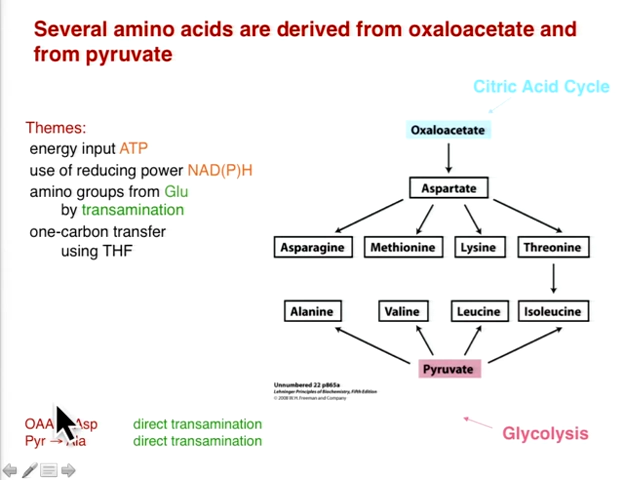 Several amino acids are derived from oxaloacetate and
from pyruvate
Citric Acid Cycle
Themes:
energy input ATP
use of reducing power NAD(P)H
amino groups from Glu
by transamination
one-carbon transfer
using THF
Oxaloacetate
Aspartate
Asparagine Methionine Lysine Threonine
Alanine Valine Leucine Isoleucine
Pyruvate
Unnumbered 22 p865a
Lehninger Principles of Biochemistry, Fifth Edition
© 2008 W. H. Freeman and Company
Glycolysis
OAA Asp direct transamination
Pyr → Ala direct transamination